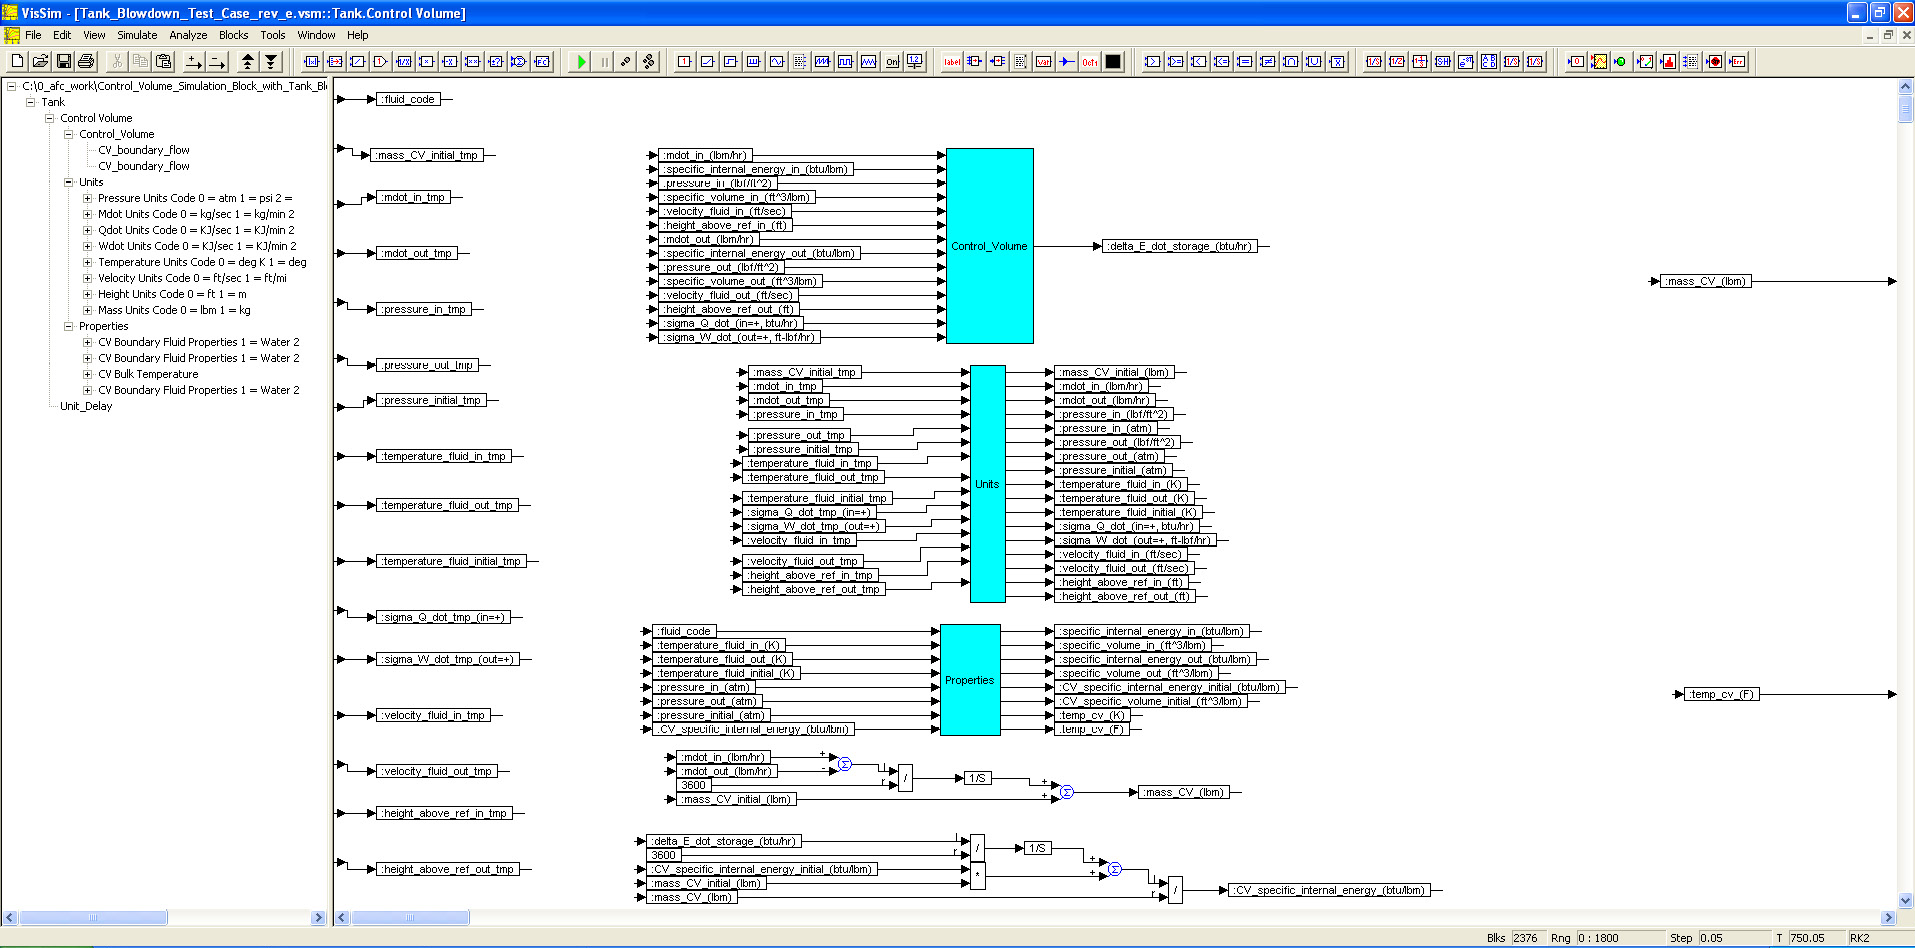 VisSim - [Tank_Blowdown_Test_Case_rev_e.vsm::Tank.Control Volume]
File Edit View Simulate Analyze Blocks Tools Window Help
C:\0_afc_work\Control_Volume_Simulation_Block_with_Tank_Bl
Tank
Control Volume
Control_Volume
CV_boundary_flow
CV_boundary_flow
Units
Pressure Units Code 0 = atm 1 = psi 2 =
Mdot Units Code 0 = kg/sec 1 = kg/min 2
Qdot Units Code 0 = KJ/sec 1 = KJ/min 2
Wdot Units Code 0 = KJ/sec 1 = KJ/min 2
Temperature Units Code 0 = deg K 1 = deg
Velocity Units Code 0 = ft/sec 1 = ft/mi
Height Units Code 0 = ft 1 = m
Mass Units Code 0 = lbm 1 = kg
Properties
CV Boundary Fluid Properties 1 = Water 2
CV Boundary Fluid Properties 1 = Water 2
CV Bulk Temperature
CV Boundary Fluid Properties 1 = Water 2
Unit_Delay
:fluid_code
:mass_CV_initial_tmp
:mdot_in_tmp
:mdot_out_tmp
:pressure_in_tmp
:pressure_out_tmp
:pressure_initial_tmp
:temperature_fluid_in_tmp
:temperature_fluid_out_tmp
:temperature_fluid_initial_tmp
:sigma_Q_dot_tmp_(in=+)
:sigma_W_dot_tmp_(out=+)
:velocity_fluid_in_tmp
:velocity_fluid_out_tmp
:height_above_ref_in_tmp
:height_above_ref_out_tmp
:mdot_in_(lbm/hr)
:specific_internal_energy_in_(btu/lbm)
:pressure_in_(lbf/ft^2)
:specific_volume_in_(ft^3/lbm)
:velocity_fluid_in_(ft/sec)
:height_above_ref_in_(ft)
:mdot_out_(lbm/hr)
:specific_internal_energy_out_(btu/lbm)
:pressure_out_(lbf/ft^2)
:specific_volume_out_(ft^3/lbm)
:velocity_fluid_out_(ft/sec)
:height_above_ref_out_(ft)
:sigma_Q_dot_(in=+, btu/hr)
:sigma_W_dot_(out=+, ft-lbf/hr)
Control_Volume
:delta_E_dot_storage_(btu/hr)
:mass_CV_(lbm)
:mass_CV_initial_tmp
:mdot_in_tmp
:mdot_out_tmp
:pressure_in_tmp
:pressure_out_tmp
:pressure_initial_tmp
:temperature_fluid_in_tmp
:temperature_fluid_out_tmp
:temperature_fluid_initial_tmp
:sigma_Q_dot_tmp_(in=+)
:sigma_W_dot_tmp_(out=+)
:velocity_fluid_in_tmp
:velocity_fluid_out_tmp
:height_above_ref_in_tmp
:height_above_ref_out_tmp
Units
:mass_CV_initial_(lbm)
:mdot_in_(lbm/hr)
:mdot_out_(lbm/hr)
:pressure_in_(lbf/ft^2)
:pressure_in_(atm)
:pressure_out_(lbf/ft^2)
:pressure_out_(atm)
:pressure_initial_(atm)
:temperature_fluid_in_(K)
:temperature_fluid_out_(K)
:temperature_fluid_initial_(K)
:sigma_Q_dot_(in=+, btu/hr)
:sigma_W_dot_(out=+, ft-lbf/hr)
:velocity_fluid_in_(ft/sec)
:velocity_fluid_out_(ft/sec)
:height_above_ref_in_(ft)
:height_above_ref_out_(ft)
:fluid_code
:temperature_fluid_in_(K)
:temperature_fluid_out_(K)
:temperature_fluid_initial_(K)
:pressure_in_(atm)
:pressure_out_(atm)
:pressure_initial_(atm)
:CV_specific_internal_energy_(btu/lbm)
Properties
:specific_internal_energy_in_(btu/lbm)
:specific_volume_in_(ft^3/lbm)
:specific_internal_energy_out_(btu/lbm)
:specific_volume_out_(ft^3/lbm)
:CV_specific_internal_energy_initial_(btu/lbm)
:CV_specific_volume_initial_(ft^3/lbm)
:temp_cv_(K)
:temp_cv_(F)
:temp_cv_(F)
:mdot_in_(lbm/hr)
:mdot_out_(lbm/hr)
3600
:mass_CV_initial_(lbm)
+ - Σ l r / 1/S + + Σ
:mass_CV_(lbm)
:delta_E_dot_storage_(btu/hr)
3600
:CV_specific_internal_energy_initial_(btu/lbm)
:mass_CV_initial_(lbm)
:mass_CV_(lbm)
l r / * 1/S + + Σ l r /
:CV_specific_internal_energy_(btu/lbm)
Blks 2376 Rng 0 : 1800 Step 0.05 T 750.05 RK2